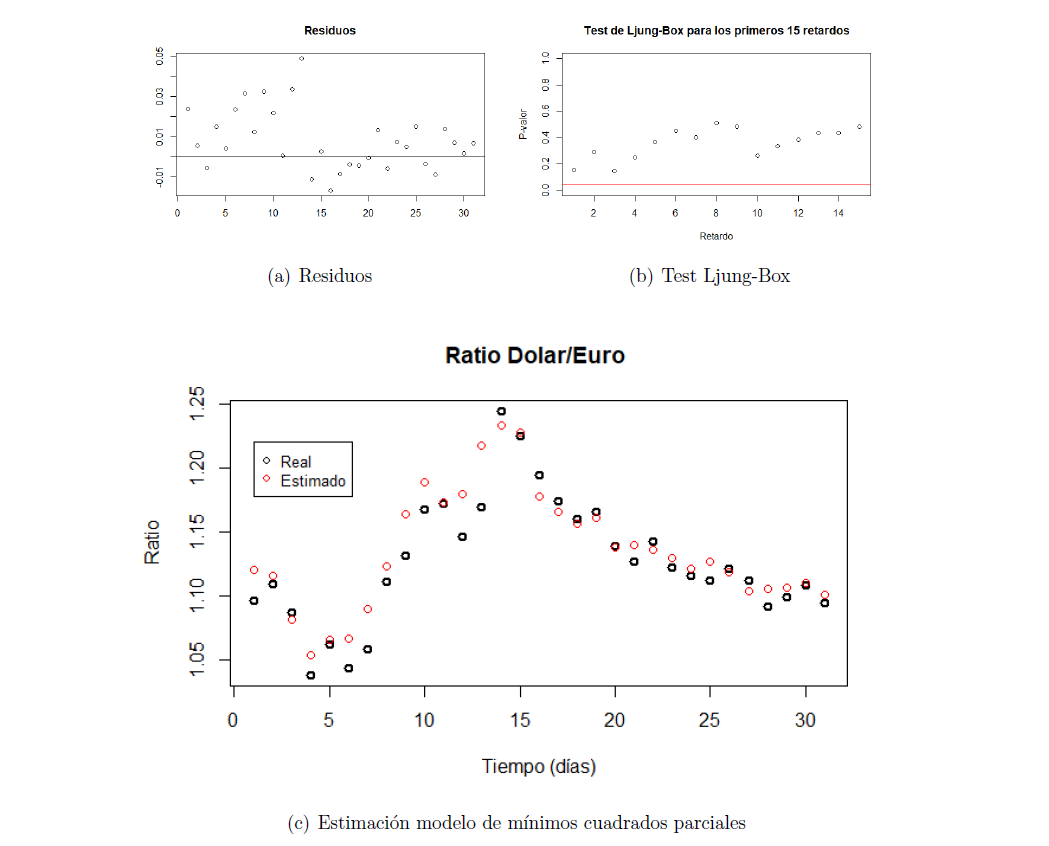 Residuos
0.05
0.03
0.01
-0.01
0 5 10 15 20 25 30
(a) Residuos
Test de Ljung-Box para los primeros 15 retardos
P-valor
1.0
0.8
0.6
0.4
0.2
0.0
2 4 6 8 10 12 14
Retardo
(b) Test Ljung-Box
Ratio Dolar/Euro
Ratio
1.25
1.20
1.15
1.10
1.05
Real
Estimado
0 5 10 15 20 25 30
Tiempo (días)
(c) Estimación modelo de mínimos cuadrados parciales